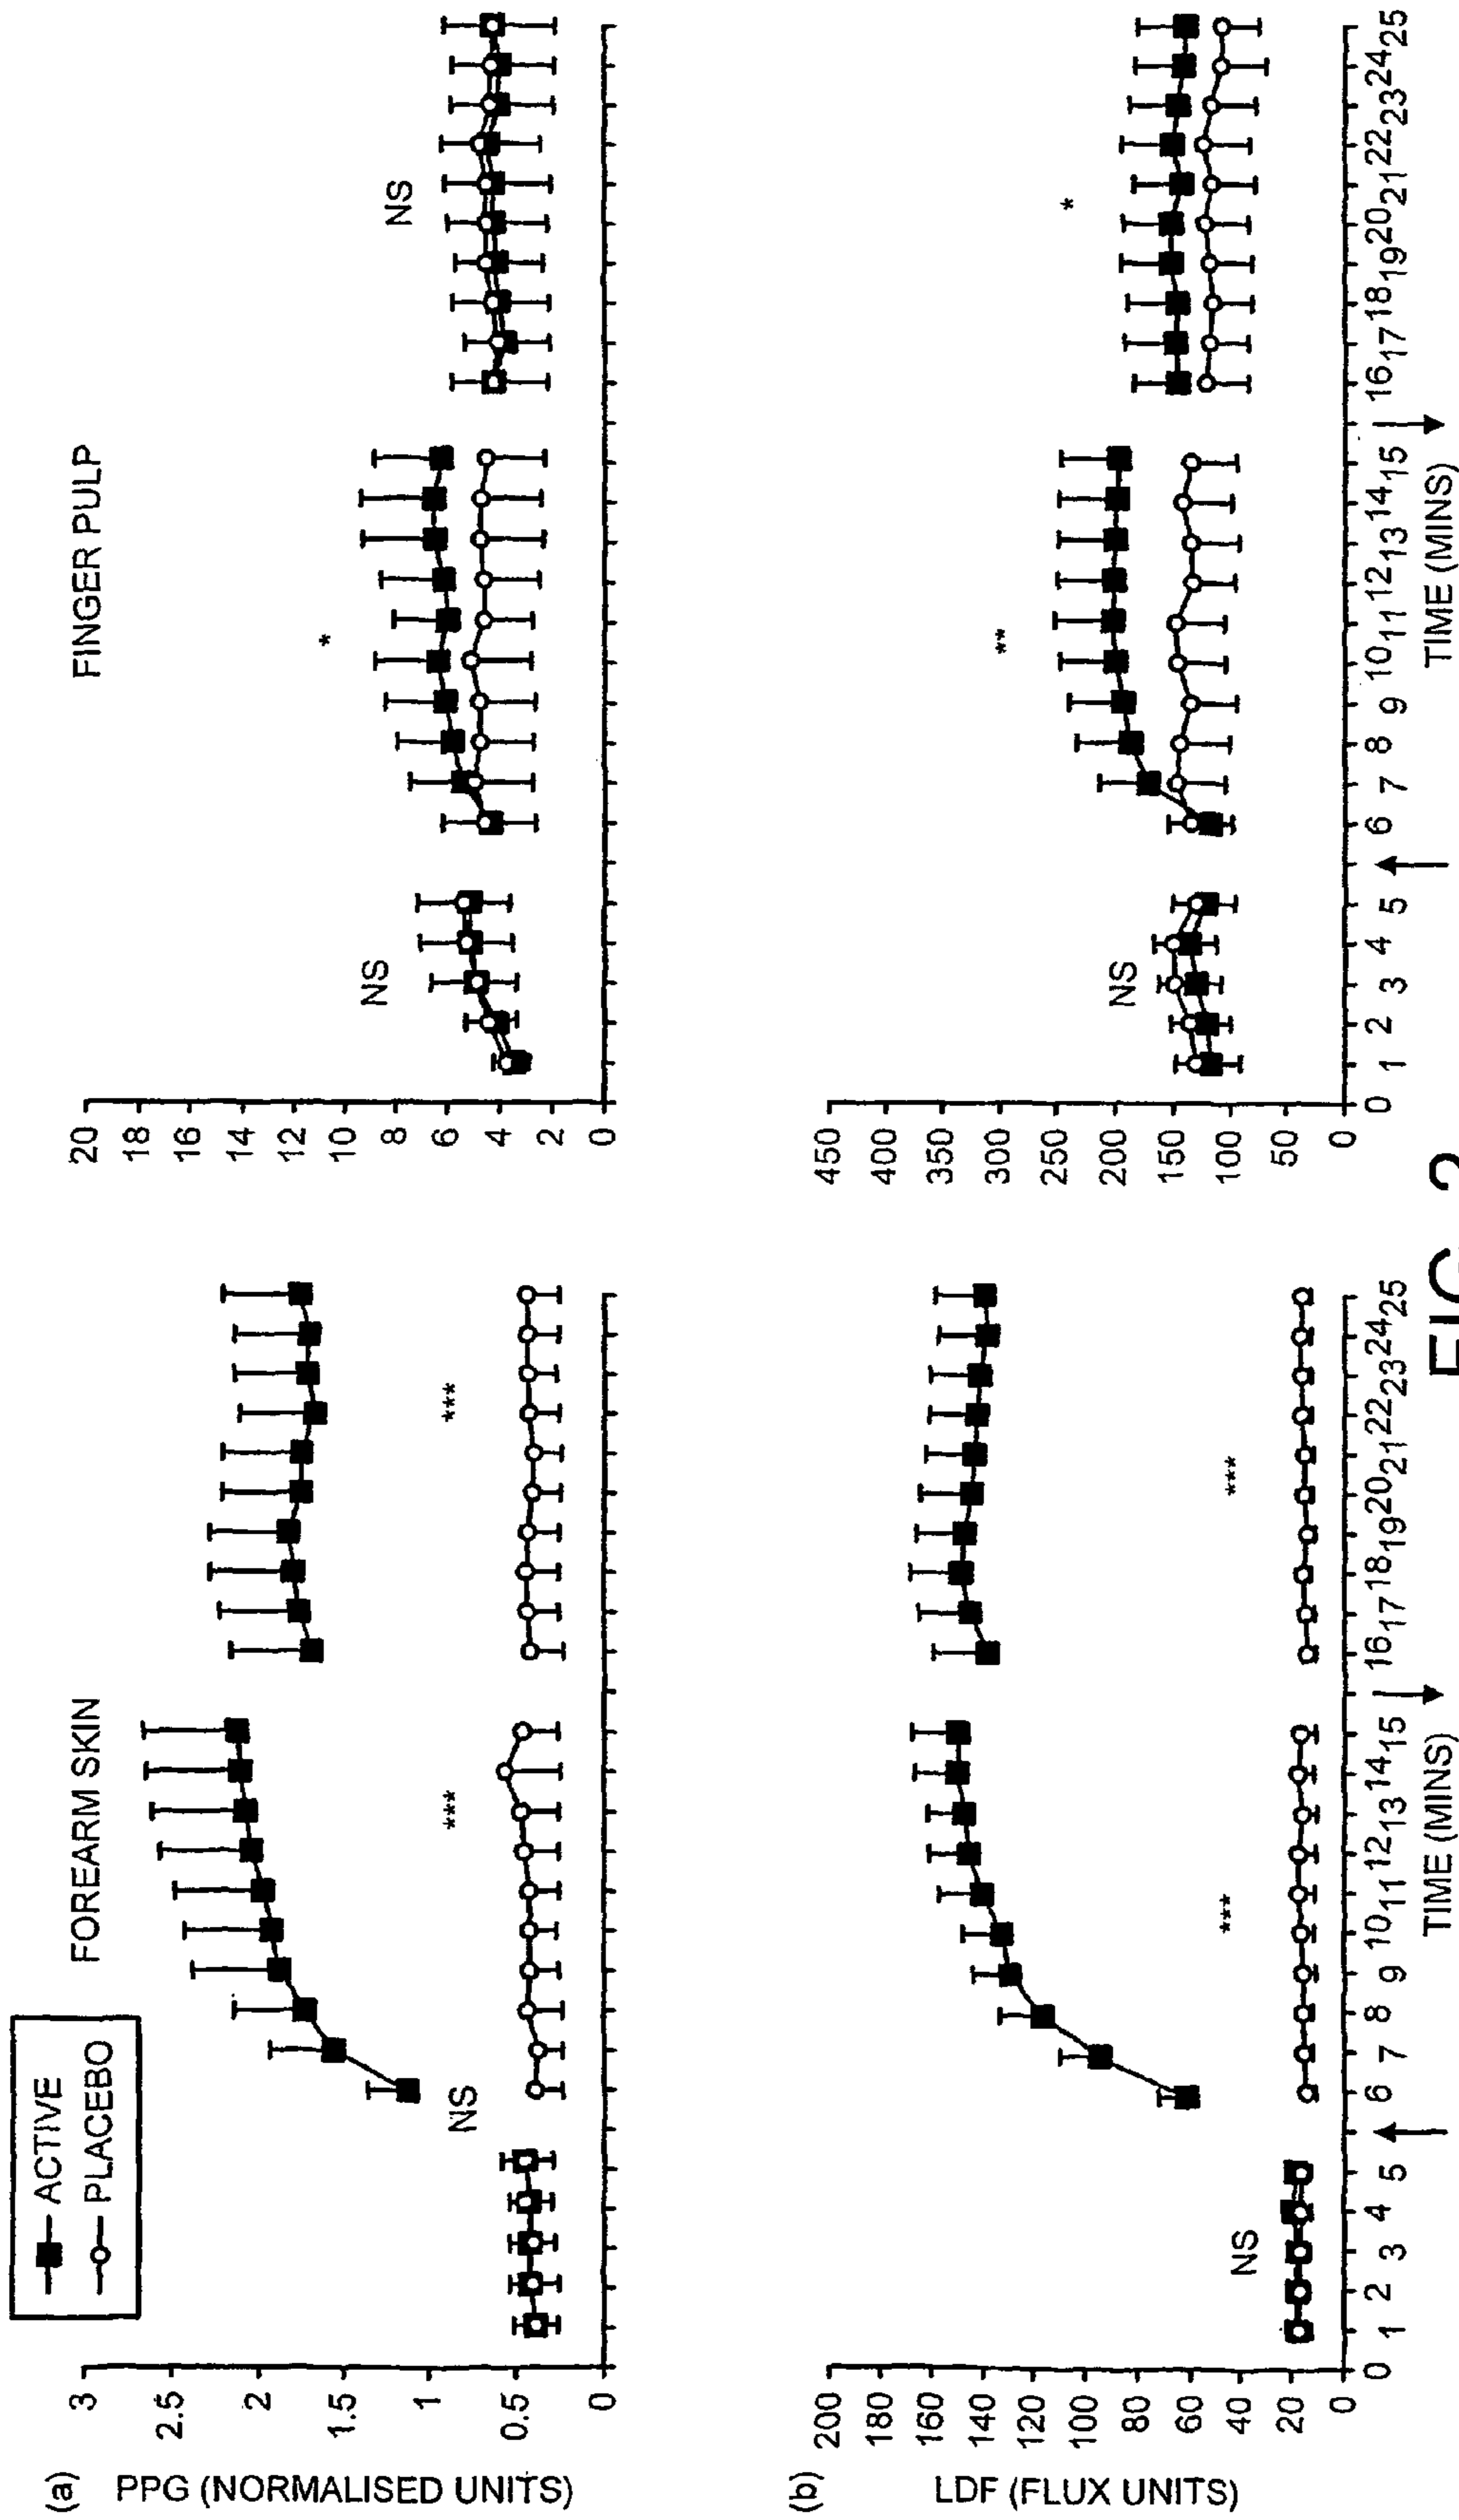 ACTIVE
PLACEBO
FOREARM SKIN
FINGER PULP
(a)
PPG (NORMALISED UNITS)
3
2.5
2
1.5
1
0.5
0
NS
***
***
20
18
16
14
12
10
8
6
4
2
0
NS
*
NS
(b)
LDF (FLUX UNITS)
200
180
160
140
120
100
80
60
40
20
0
NS
***
***
0 1 2 3 4 5 6 7 8 9 10 11 12 13 14 15 16 17 18 19 20 21 22 23 24 25
TIME (MINS)
450
400
350
300
250
200
150
100
50
0
NS
**
*
0 1 2 3 4 5 6 7 8 9 10 11 12 13 14 15 16 17 18 19 20 21 22 23 24 25
TIME (MINS)